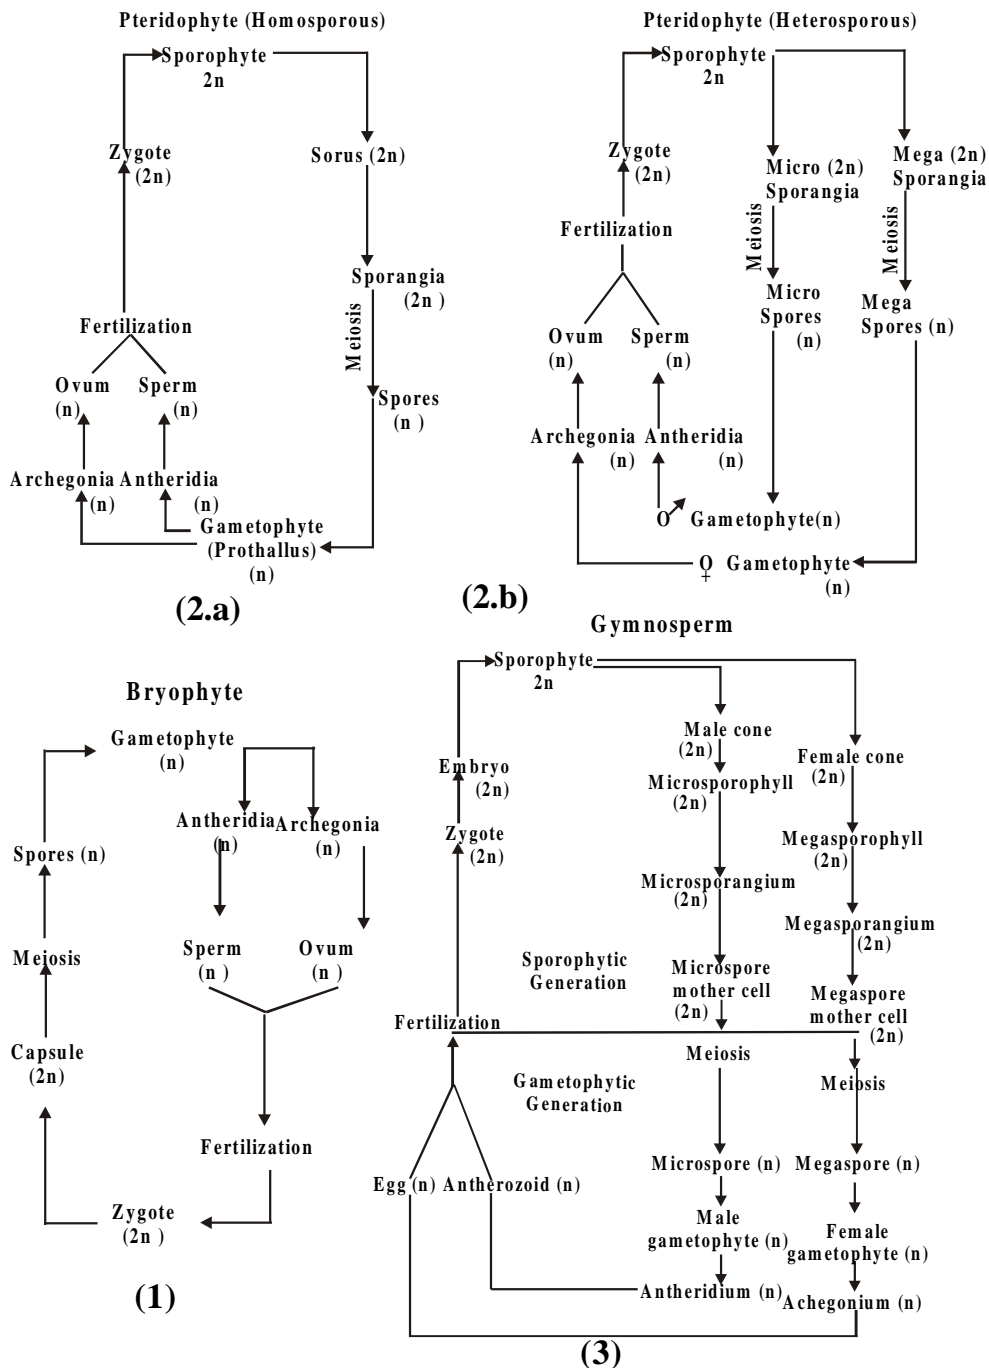 Pteridophyte (Homosporous)
Sporophyte
2n
Zygote
(2n)
Sorus (2n)
Sporangia
(2n )
Meiosis
Fertilization
Ovum
(n)
Sperm
(n)
Spores
(n )
Archegonia
(n)
Antheridia
(n)
Gametophyte
(Prothallus)
(n)
(2.a)
Pteridophyte (Heterosporous)
Sporophyte
2n
Zygote
(2n)
Micro (2n)
Sporangia
Mega (2n)
Sporangia
Fertilization
Meiosis
Meiosis
Micro
Spores
(n)
Mega
Spores (n)
Ovum
(n)
Sperm
(n)
Archegonia
(n)
Antheridia
(n)
Gametophyte(n)
♀ Gametophyte
(n)
(2.b)
Bryophyte
Gametophyte
(n)
Antheridia
(n)
Archegonia
(n)
Spores (n)
Meiosis
Sperm
(n )
Ovum
(n )
Capsule
(2n)
Fertilization
Zygote
(2n )
(1)
Gymnosperm
Sporophyte
2n
Male cone
(2n)
Female cone
(2n)
Embryo
(2n)
Microsporophyll
(2n)
Zygote
(2n)
Megasporophyll
(2n)
Microsporangium
(2n)
Megasporangium
(2n)
Sporophytic
Generation
Microspore
mother cell
(2n)
Megaspore
mother cell
(2n)
Fertilization
Meiosis
Gametophytic
Generation
Meiosis
Egg (n)
Antherozoid (n)
Microspore (n)
Megaspore (n)
Male
gametophyte (n)
Female
gametophyte (n)
Antheridium (n)
Achegonium (n)
(3)